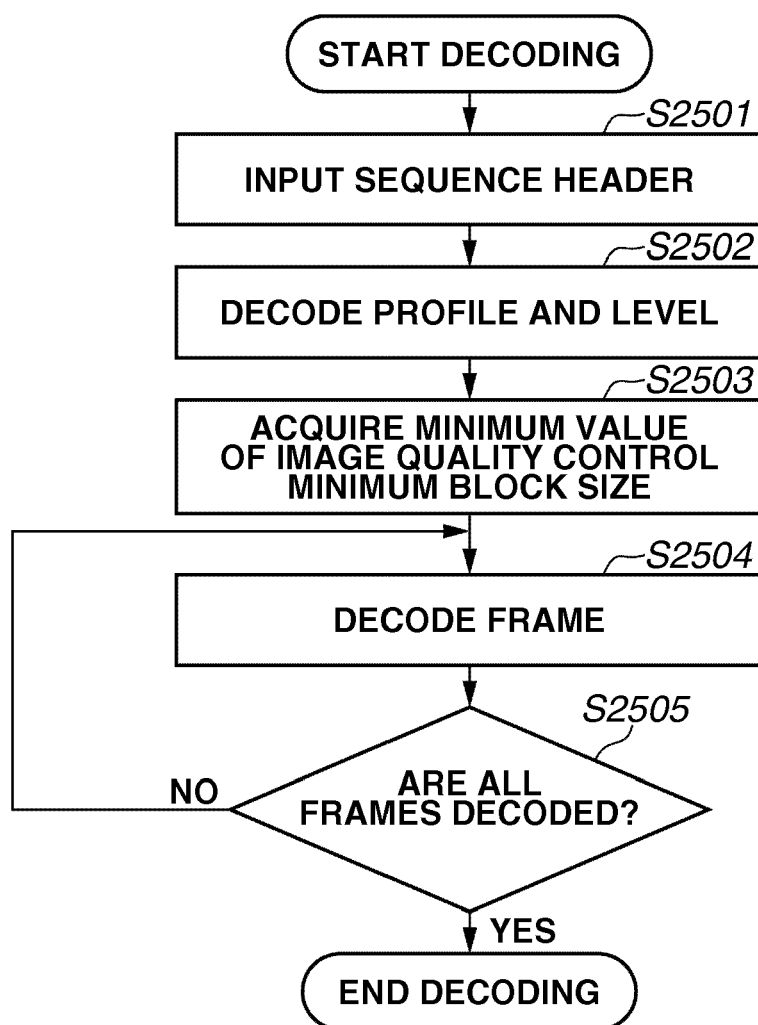 START DECODING
S2501
INPUT SEQUENCE HEADER
S2502
DECODE PROFILE AND LEVEL
S2503
ACQUIRE MINIMUM VALUE
OF IMAGE QUALITY CONTROL
MINIMUM BLOCK SIZE
S2504
DECODE FRAME
S2505
ARE ALL
FRAMES DECODED?
NO
YES
END DECODING